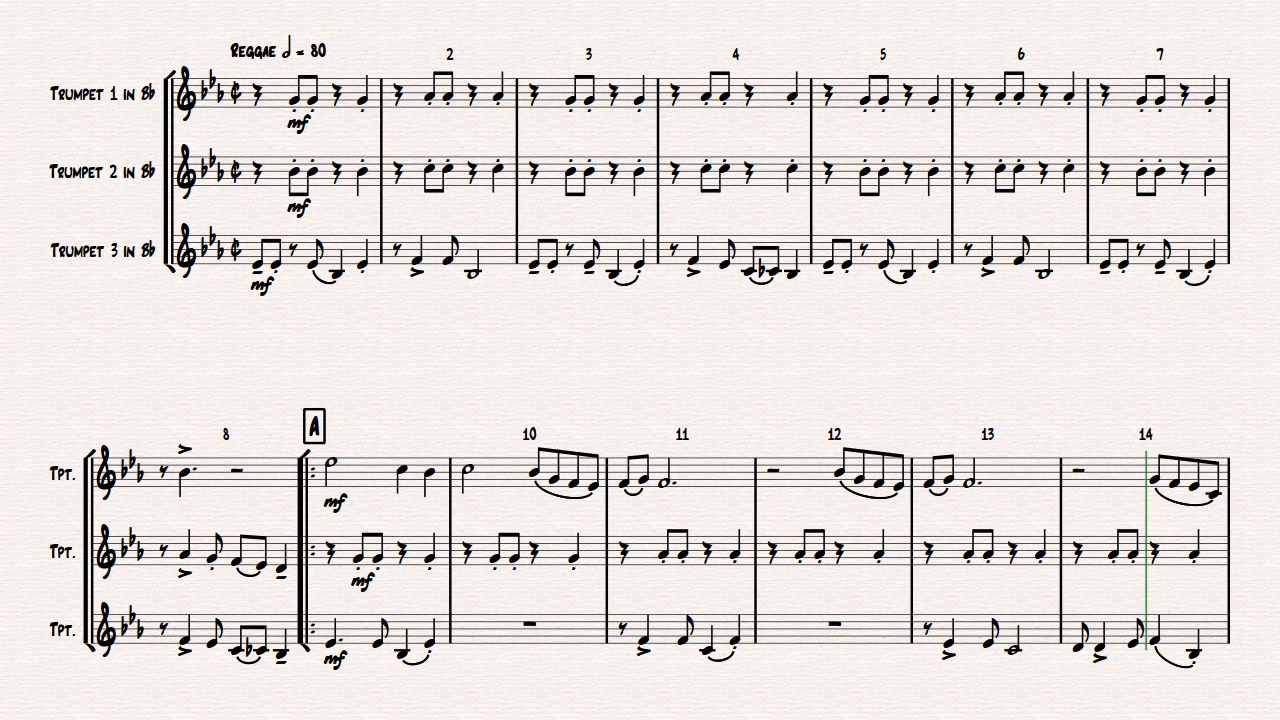 Reggae 𝅗𝅥 = 80
2 3 4 5 6 7
Trumpet 1 in B♭
mf
Trumpet 2 in B♭
mf
Trumpet 3 in B♭
mf
8 A 10 11 12 13 14
Tpt.
mf
Tpt.
mf
Tpt.
mf